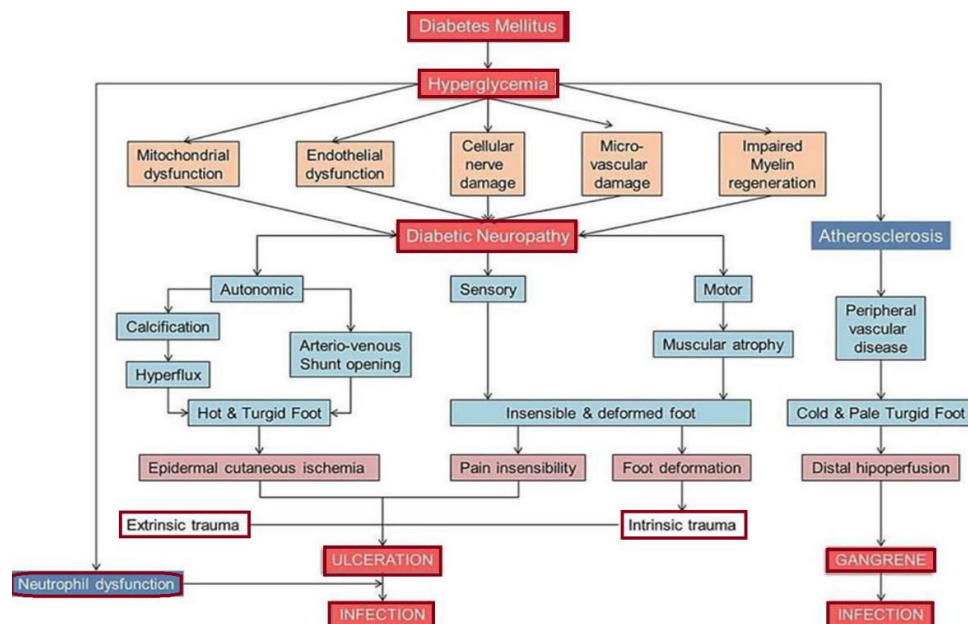 Diabetes Mellitus
Hyperglycemia
Mitochondrial
dysfunction
Endothelial
dysfunction
Cellular
nerve
damage
Micro-
vascular
damage
Impaired
Myelin
regeneration
Diabetic Neuropathy
Atherosclerosis
Autonomic
Sensory
Motor
Calcification
Arterio-venous
Shunt opening
Muscular atrophy
Peripheral
vascular
disease
Hyperflux
Hot & Turgid Foot
Insensible & deformed foot
Cold & Pale Turgid Foot
Epidermal cutaneous ischemia
Pain insensibility
Foot deformation
Distal hipoperfusion
Extrinsic trauma
Intrinsic trauma
ULCERATION
GANGRENE
Neutrophil dysfunction
INFECTION
INFECTION